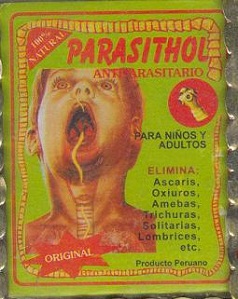 100%
NATURAL
PARASITHOL
ANTIPARASITARIO
PARA NIÑOS Y
ADULTOS
ELIMINA:
Ascaris,
Oxiuros,
Amebas,
Trichuras,
Solitarias,
Lombrices,
etc.
ORIGINAL
Producto Peruano